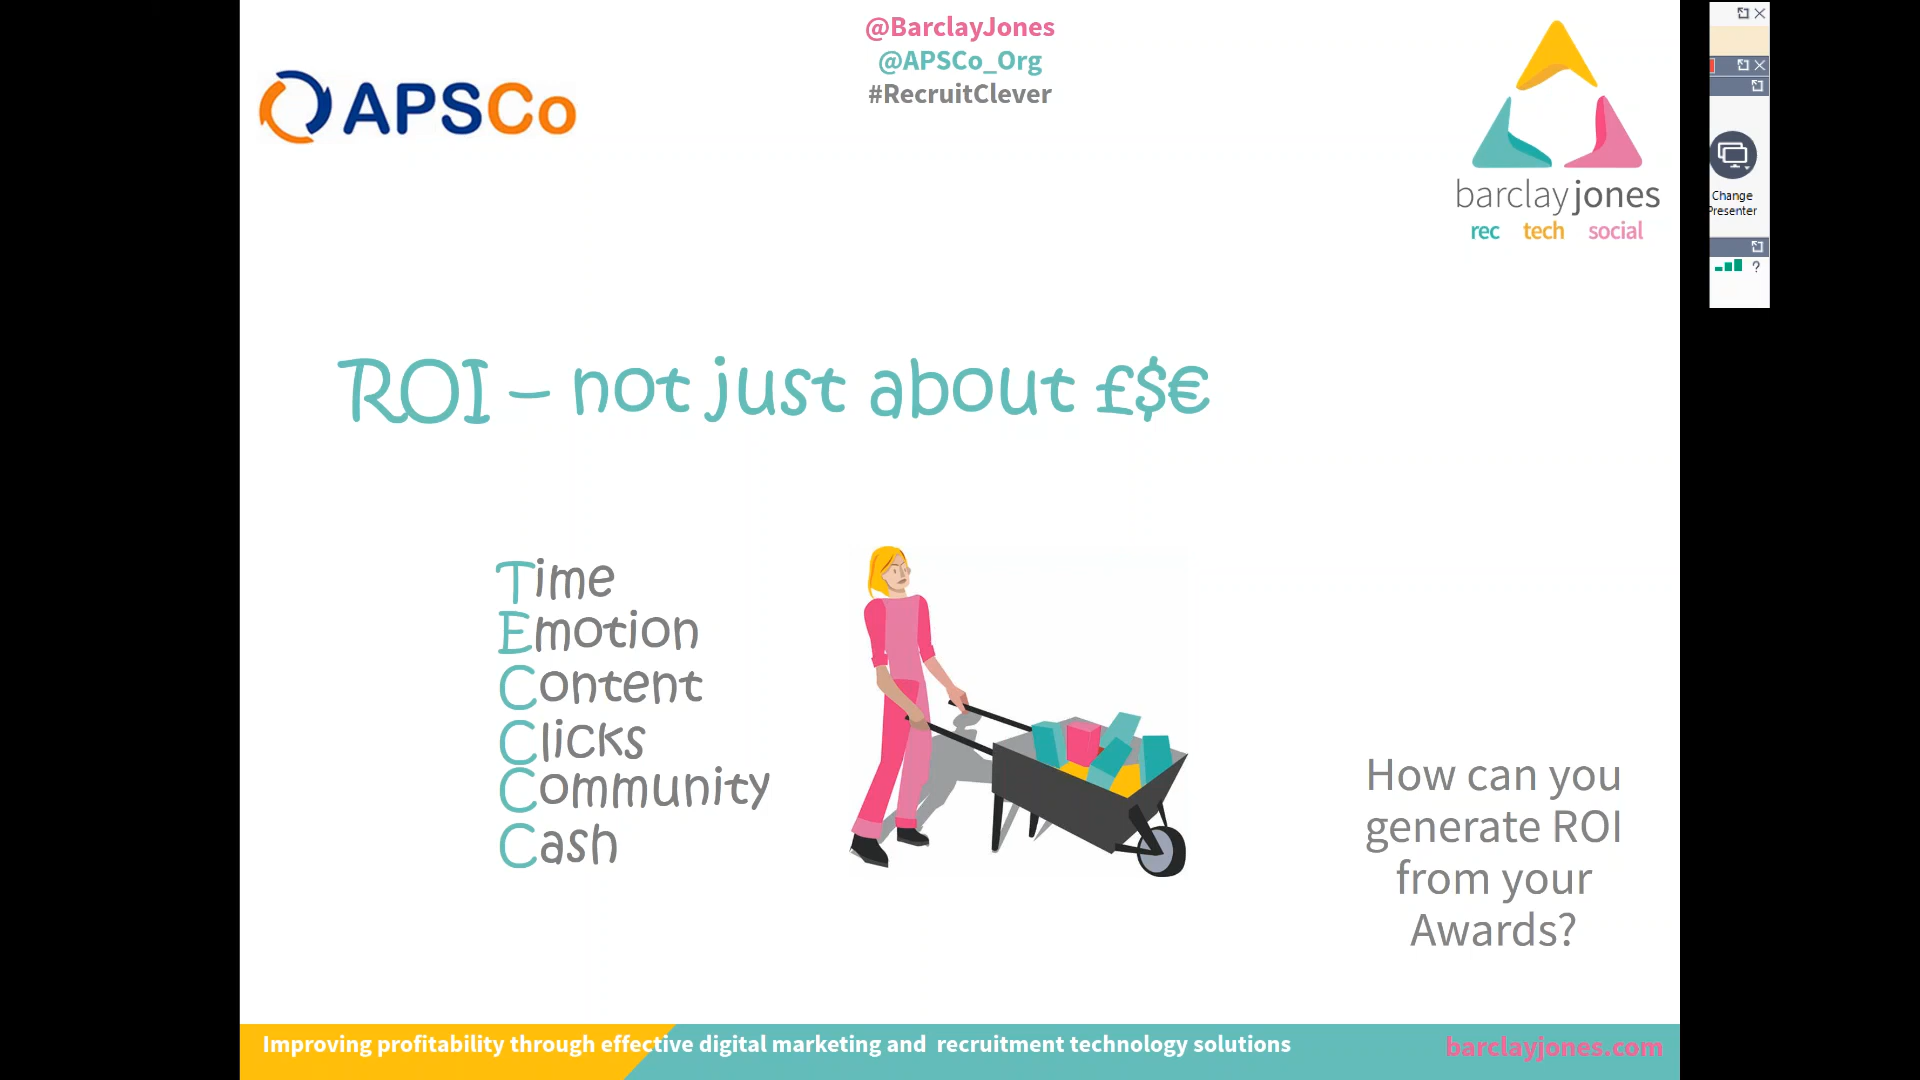 @BarclayJones
@APSCo_Org
#RecruitClever
APSCo
barclayjones
rec tech social
Change
Presenter
?
ROI – not just about £$€
Time
Emotion
Content
Clicks
Community
Cash
How can you
generate ROI
from your
Awards?
Improving profitability through effective digital marketing and recruitment technology solutions
barclayjones.com